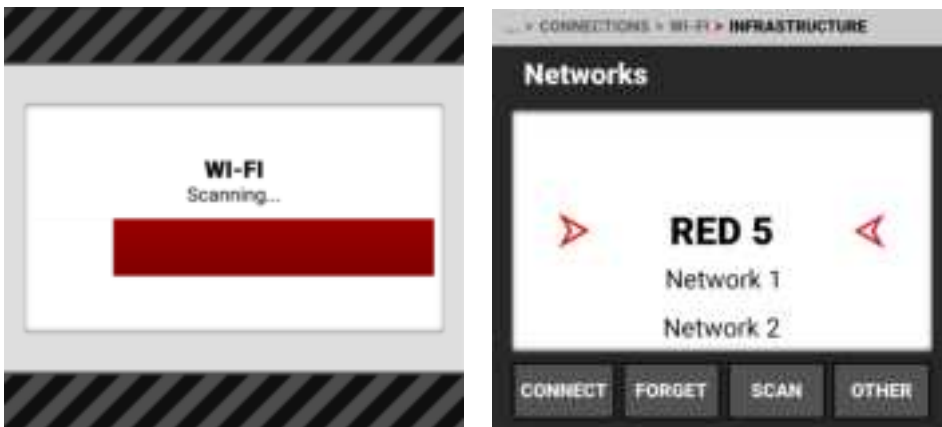 WI-FI
Scanning...
... > CONNECTIONS > WI-FI > INFRASTRUCTURE
Networks
RED 5
Network 1
Network 2
CONNECT FORGET SCAN OTHER